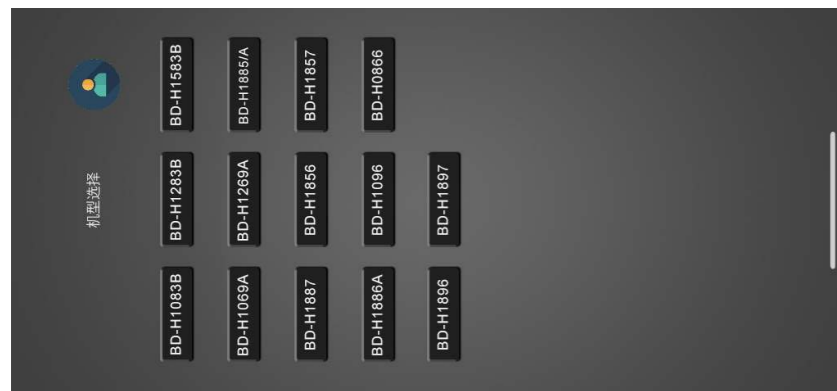 机型选择
BD-H1083B
BD-H1283B
BD-H1583B
BD-H1069A
BD-H1269A
BD-H1885/A
BD-H1887
BD-H1856
BD-H1857
BD-H1886A
BD-H1096
BD-H0866
BD-H1896
BD-H1897